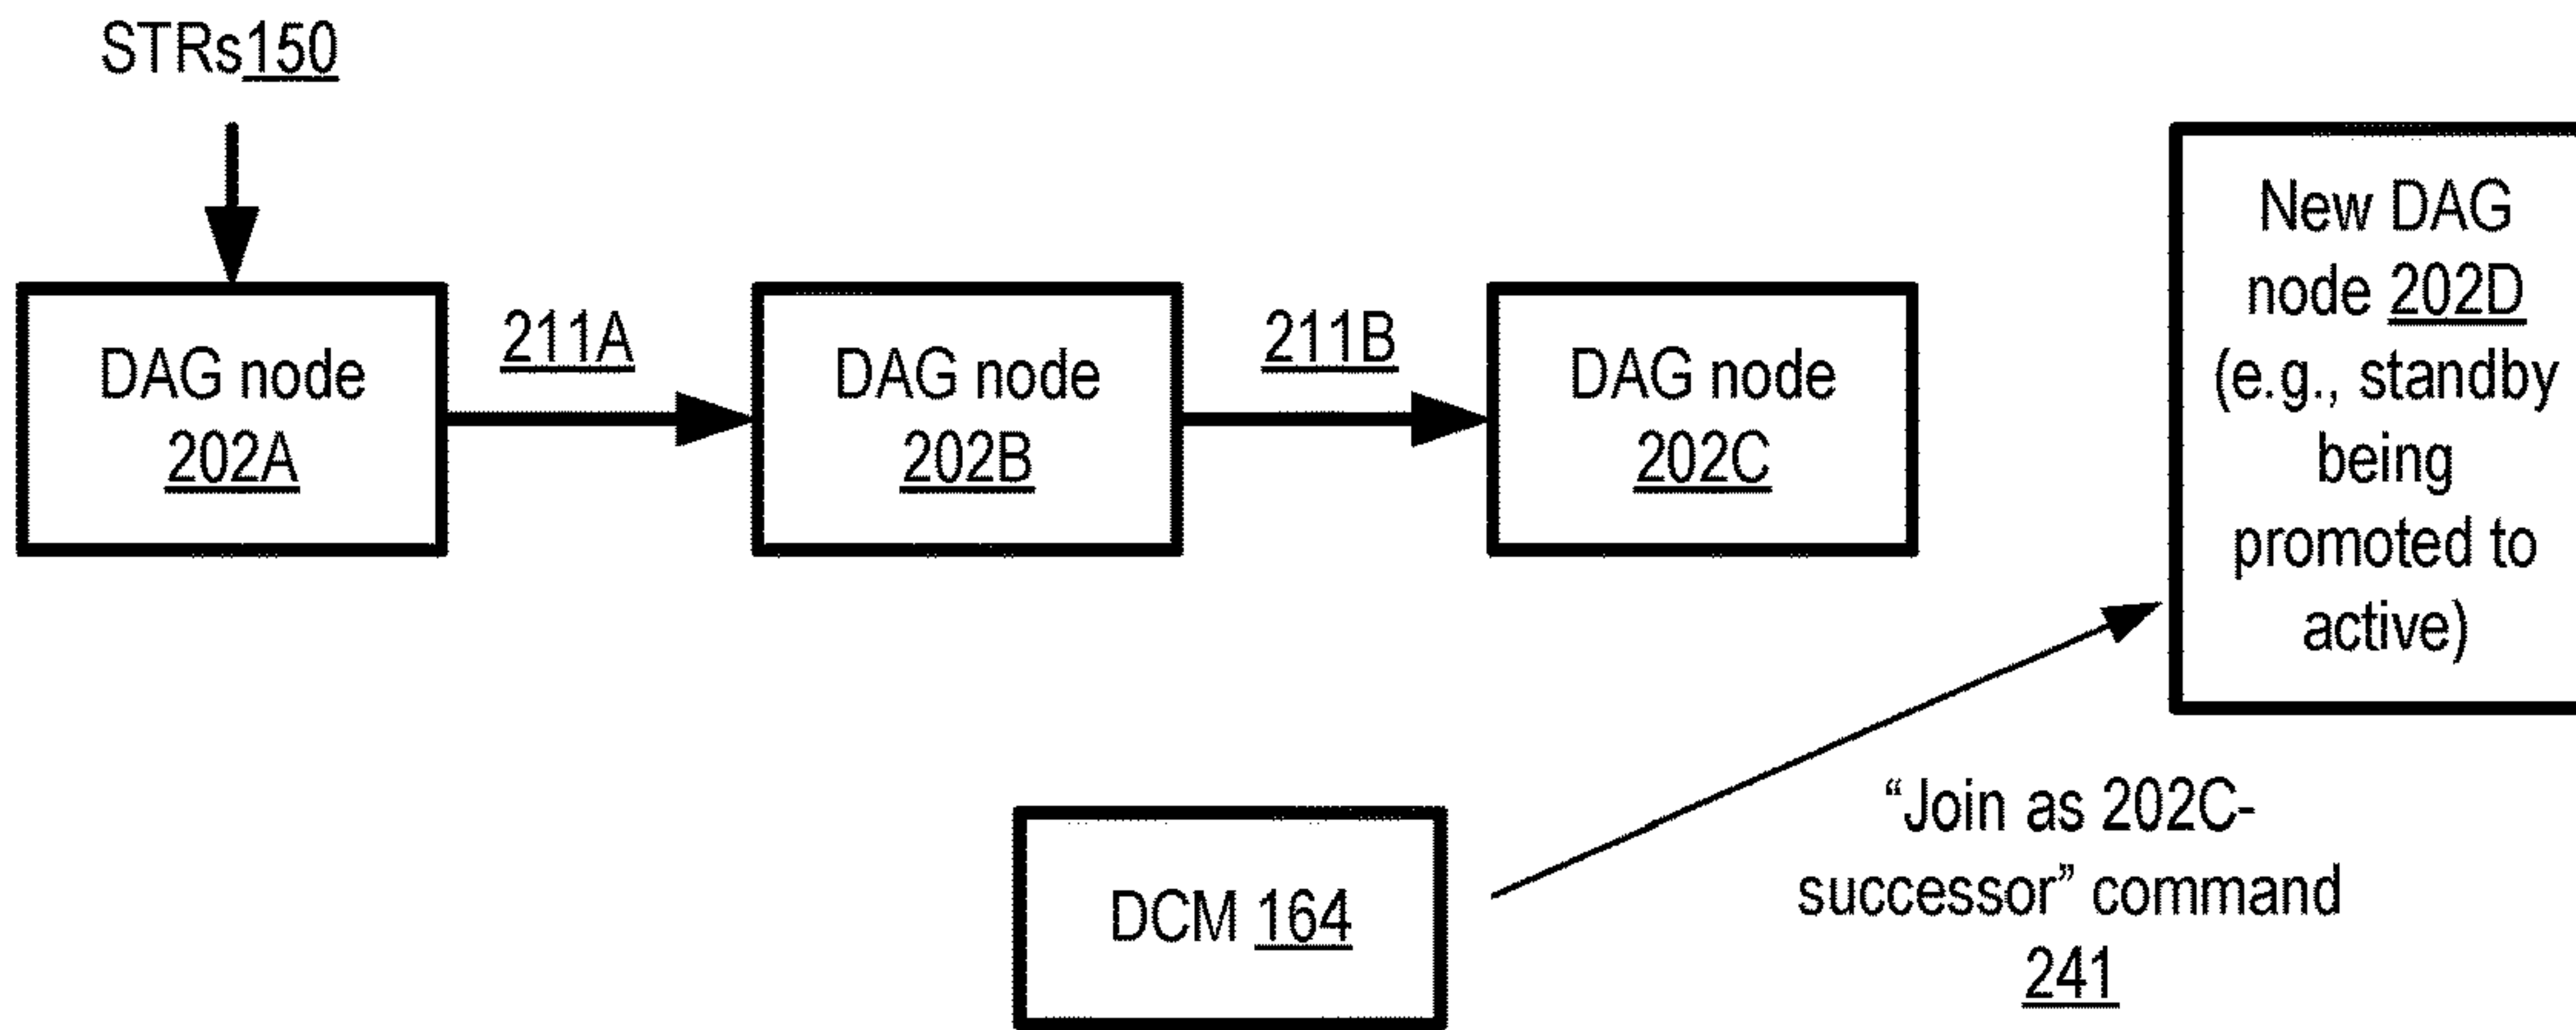 STRs150
DAG node
202A
211A
DAG node
202B
211B
DAG node
202C
New DAG
node 202D
(e.g., standby
being
promoted to
active)
DCM 164
“Join as 202C-
successor” command
241